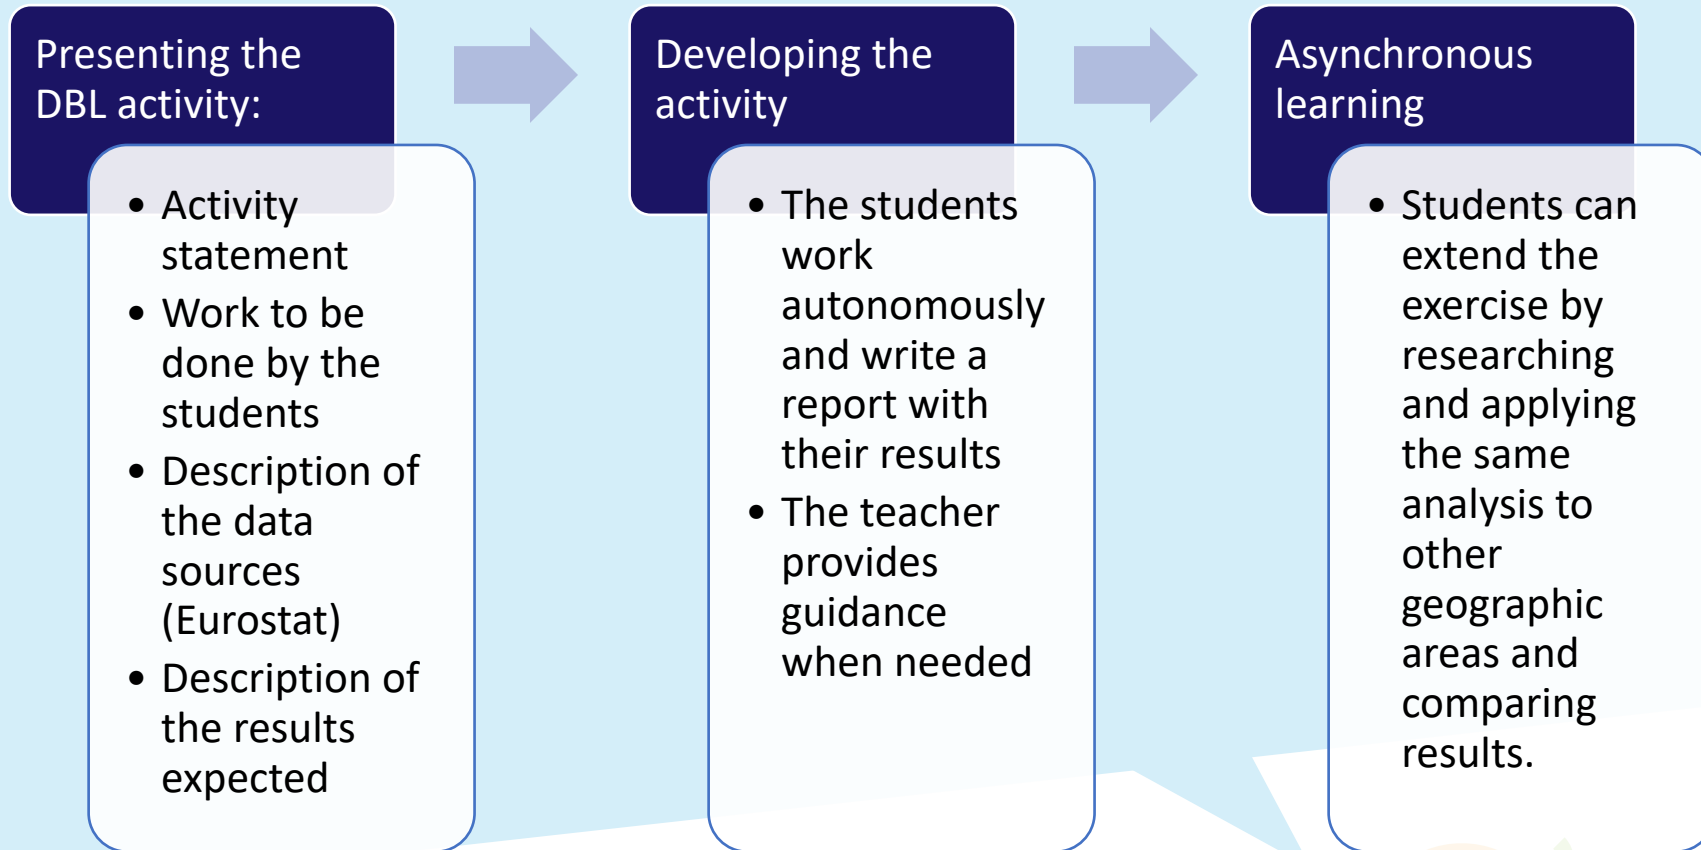 Presenting the
DBL activity:
• Activity
statement
• Work to be
done by the
students
• Description of
the data
sources
(Eurostat)
• Description of
the results
expected
Developing the
activity
• The students
work
autonomously
and write a
report with
their results
• The teacher
provides
guidance
when needed
Asynchronous
learning
• Students can
extend the
exercise by
researching
and applying
the same
analysis to
other
geographic
areas and
comparing
results.